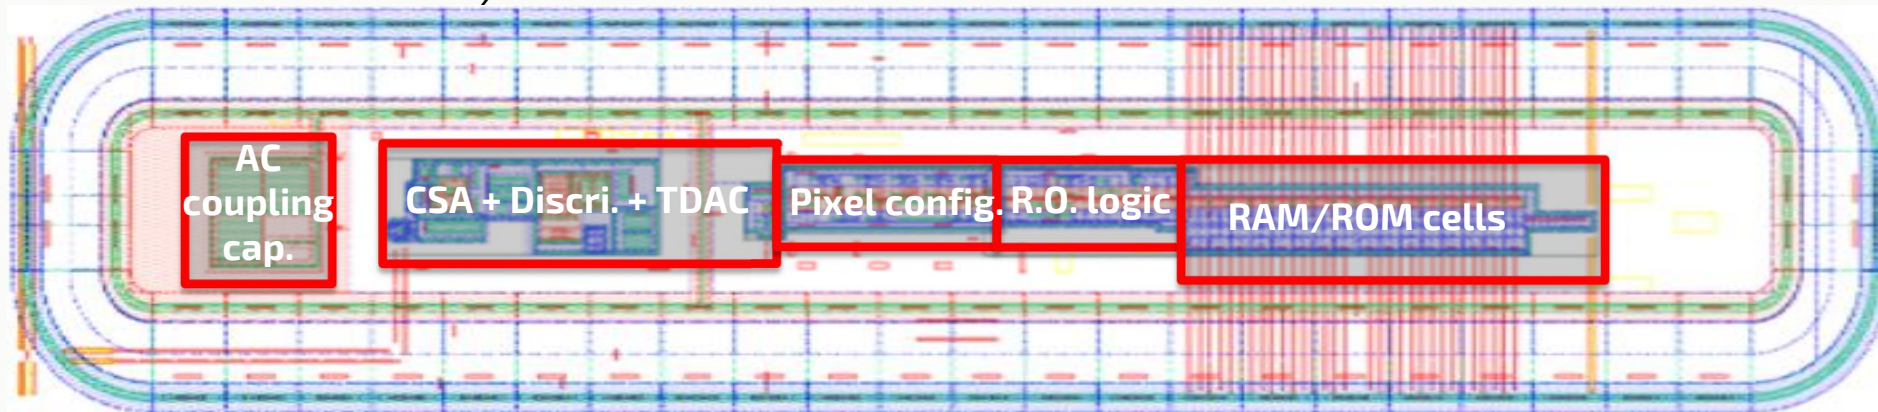 AC
coupling
cap.
CSA + Discri. + TDAC
Pixel config.
R.O. logic
RAM/ROM cells